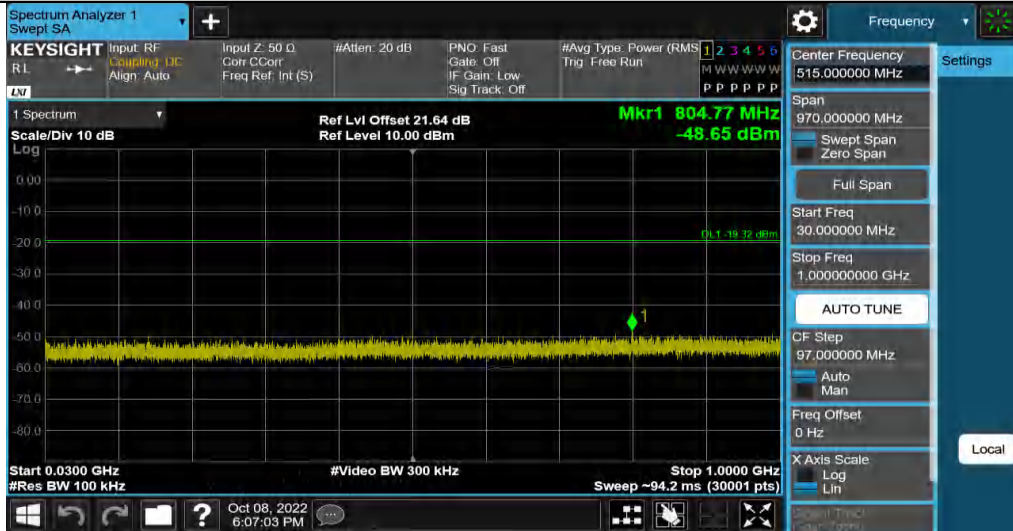 Spectrum Analyzer 1
Swept SA
+
Frequency
KEYSIGHT
RL
LXI
Input: RF
Coupling: DC
Align: Auto
Input Z: 50 Ω
Corr CCorr
Freq Ref: Int (S)
#Atten: 20 dB
PNO: Fast
Gate: Off
IF Gain: Low
Sig Track: Off
#Avg Type: Power (RMS
Trig: Free Run
1 2 3 4 5 6
M W W W W W
P P P P P P
1 Spectrum
Scale/Div 10 dB
Log
Ref Lvl Offset 21.64 dB
Ref Level 10.00 dBm
Mkr1 804.77 MHz
-48.65 dBm
0.00
-10.0
-20.0
-30.0
-40.0
-50.0
-60.0
-70.0
-80.0
DL1 -19.32 dBm
1
Start 0.0300 GHz
#Res BW 100 kHz
#Video BW 300 kHz
Stop 1.0000 GHz
Sweep ~94.2 ms (30001 pts)
Center Frequency
515.000000 MHz
Settings
Span
970.000000 MHz
Swept Span
Zero Span
Full Span
Start Freq
30.000000 MHz
Stop Freq
1.000000000 GHz
AUTO TUNE
CF Step
97.000000 MHz
Auto
Man
Freq Offset
0 Hz
X Axis Scale
Log
Lin
Local
?
Oct 08, 2022
6:07:03 PM